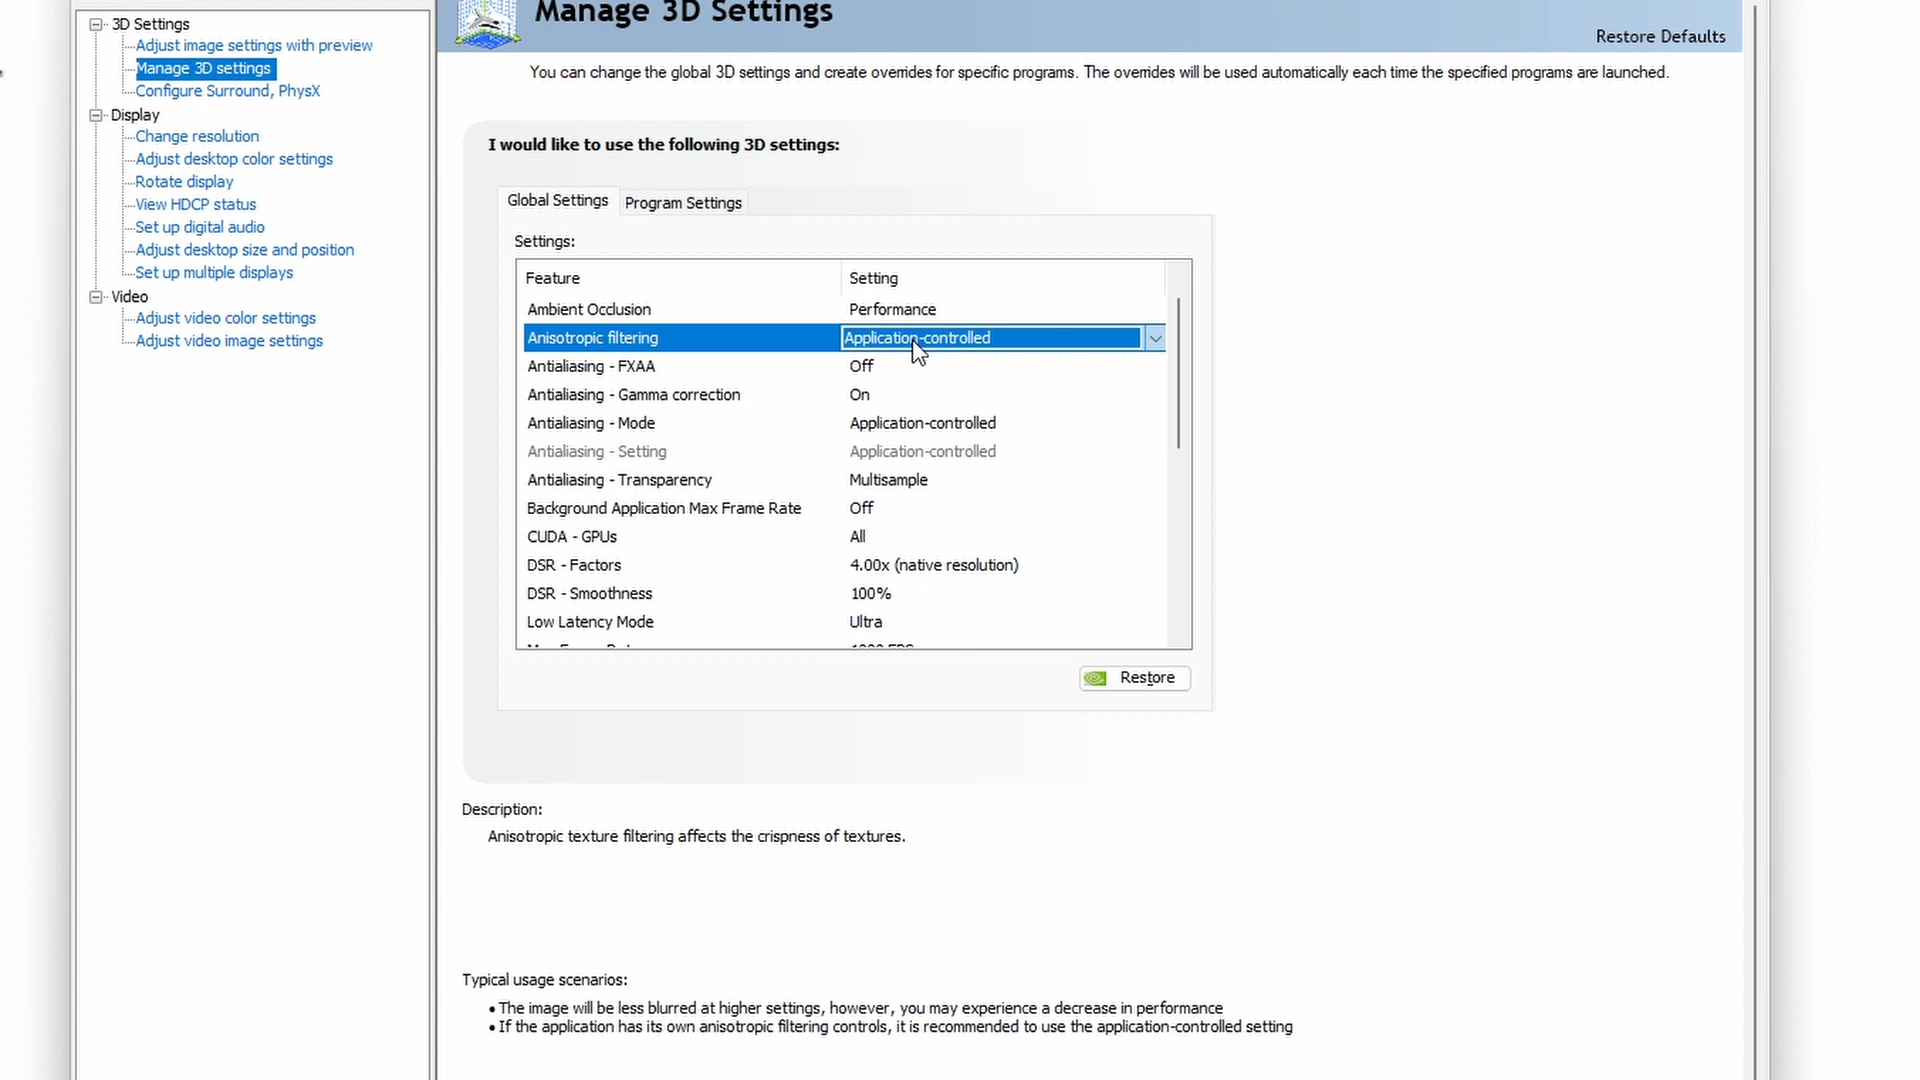 3D Settings
Adjust image settings with preview
Manage 3D settings
Configure Surround, PhysX
Display
Change resolution
Adjust desktop color settings
Rotate display
View HDCP status
Set up digital audio
Adjust desktop size and position
Set up multiple displays
Video
Adjust video color settings
Adjust video image settings
Manage 3D Settings
Restore Defaults
You can change the global 3D settings and create overrides for specific programs. The overrides will be used automatically each time the specified programs are launched.
I would like to use the following 3D settings:
Global Settings Program Settings
Settings:
Feature Setting
Ambient Occlusion Performance
Anisotropic filtering Application-controlled
Antialiasing - FXAA Off
Antialiasing - Gamma correction On
Antialiasing - Mode Application-controlled
Antialiasing - Setting Application-controlled
Antialiasing - Transparency Multisample
Background Application Max Frame Rate Off
CUDA - GPUs All
DSR - Factors 4.00x (native resolution)
DSR - Smoothness 100%
Low Latency Mode Ultra
Restore
Description:
Anisotropic texture filtering affects the crispness of textures.
Typical usage scenarios:
• The image will be less blurred at higher settings, however, you may experience a decrease in performance
• If the application has its own anisotropic filtering controls, it is recommended to use the application-controlled setting